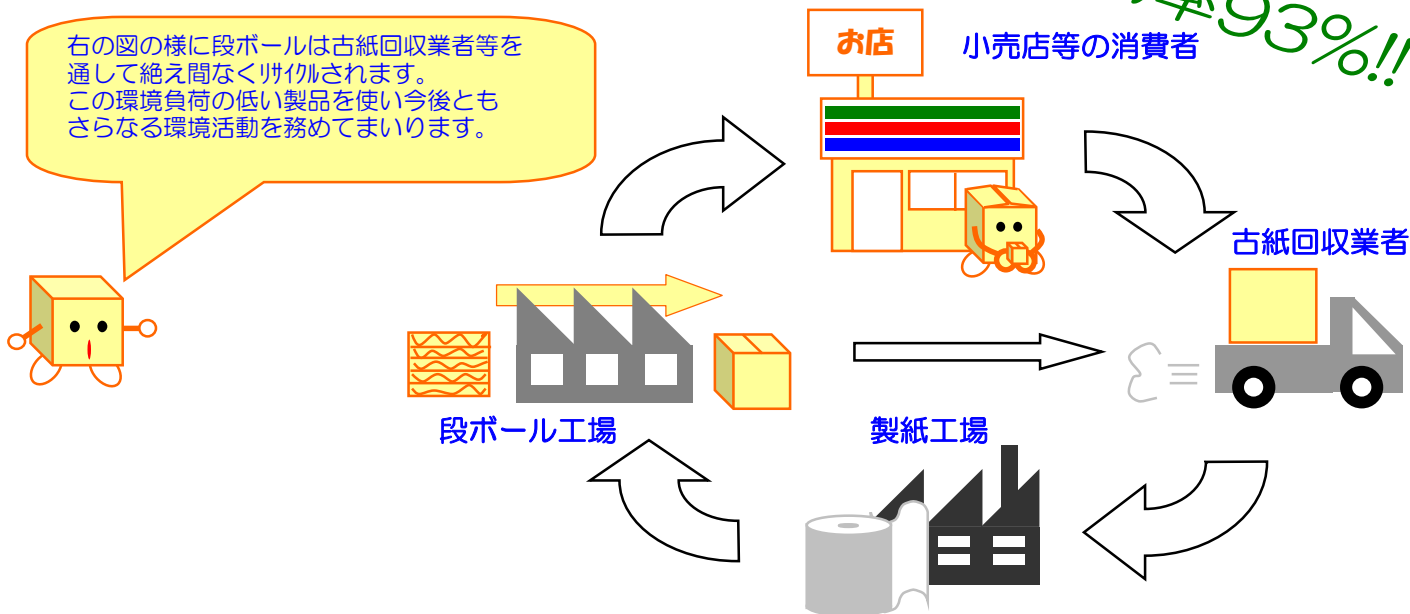 右の図の様に段ボールは古紙回収業者等を
通して絶え間なくﾘｻｲｸﾙされます。
この環境負荷の低い製品を使い今後とも
さらなる環境活動を務めてまいります。
お店
小売店等の消費者
率93%!!
古紙回収業者
段ボール工場
製紙工場